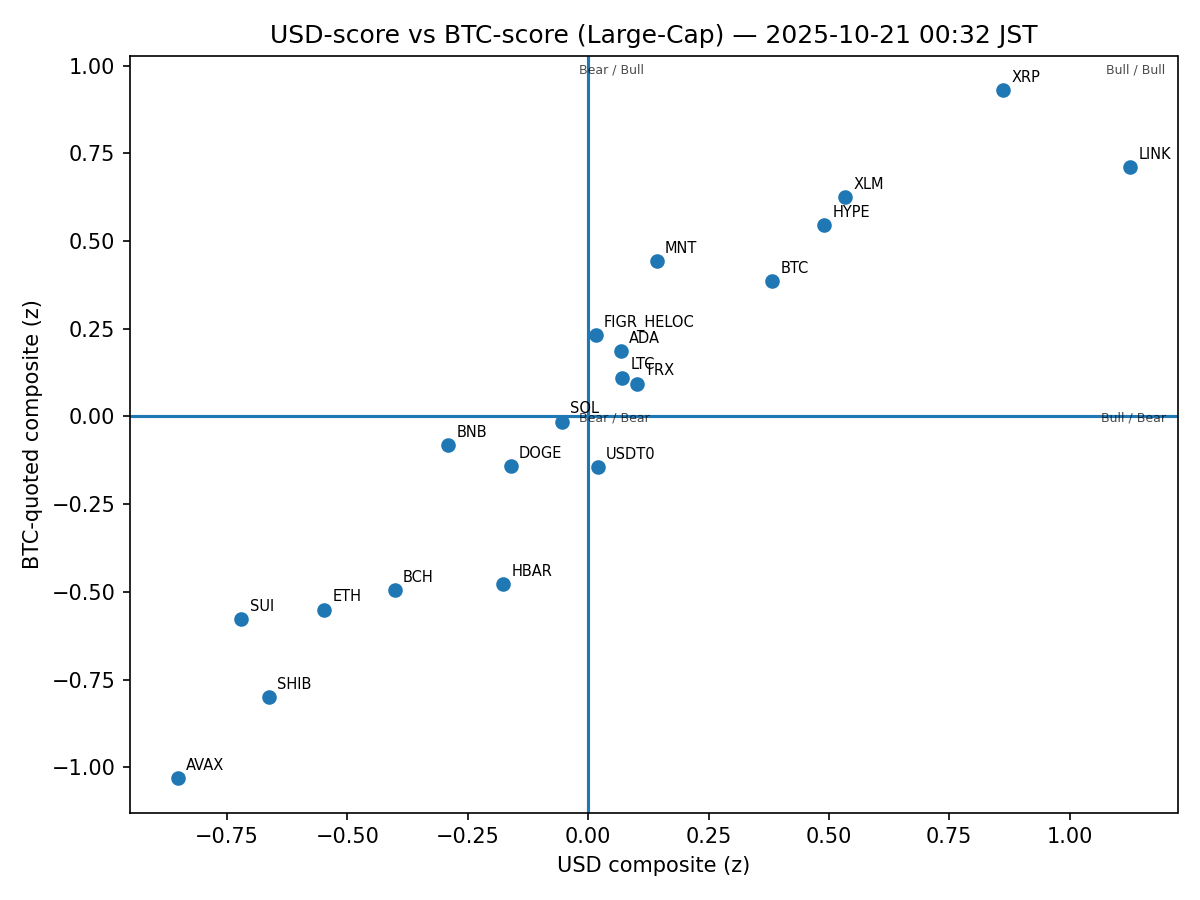 USD-score vs BTC-score (Large-Cap) — 2025-10-21 00:32 JST
1.00
Bear / Bull
Bull / Bull
XRP
0.75
LINK
XLM
HYPE
0.50
MNT
BTC
0.25
FIGR_HELOC
ADA
LTC
TRX
0.00
SOL
Bear / Bear
Bull / Bear
BNB
DOGE
USDT0
−0.25
−0.50
HBAR
BCH
ETH
SUI
−0.75
SHIB
−1.00
AVAX
BTC-quoted composite (z)
−0.75 −0.50 −0.25 0.00 0.25 0.50 0.75 1.00
USD composite (z)